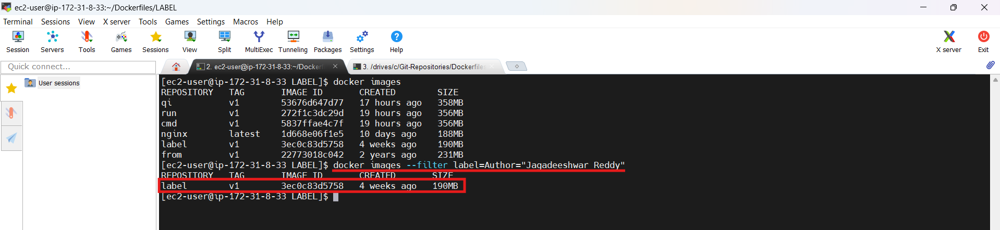 ec2-user@ip-172-31-8-33:~/Dockerfiles/LABEL
Terminal Sessions View X server Tools Games Settings Macros Help
Session Servers Tools Games Sessions View Split MultiExec Tunneling Packages Settings Help X server Exit
Quick connect...
2. ec2-user@ip-172-31-8-33:~/Dockerf
3. /drives/c/Git-Repositories/Dockerfiles
User sessions
[ec2-user@ip-172-31-8-33 LABEL]$ docker images
REPOSITORY TAG IMAGE ID CREATED SIZE
qi v1 53676d647d77 17 hours ago 358MB
run v1 272f1c3dc29d 19 hours ago 356MB
cmd v1 5837ffae4c7f 19 hours ago 356MB
nginx latest 1d668e06f1e5 10 days ago 188MB
label v1 3ec0c83d5758 4 weeks ago 190MB
from v1 22773018c042 2 years ago 231MB
[ec2-user@ip-172-31-8-33 LABEL]$ docker images --filter label=Author="Jagadeeshwar Reddy"
REPOSITORY TAG IMAGE ID CREATED SIZE
label v1 3ec0c83d5758 4 weeks ago 190MB
[ec2-user@ip-172-31-8-33 LABEL]$